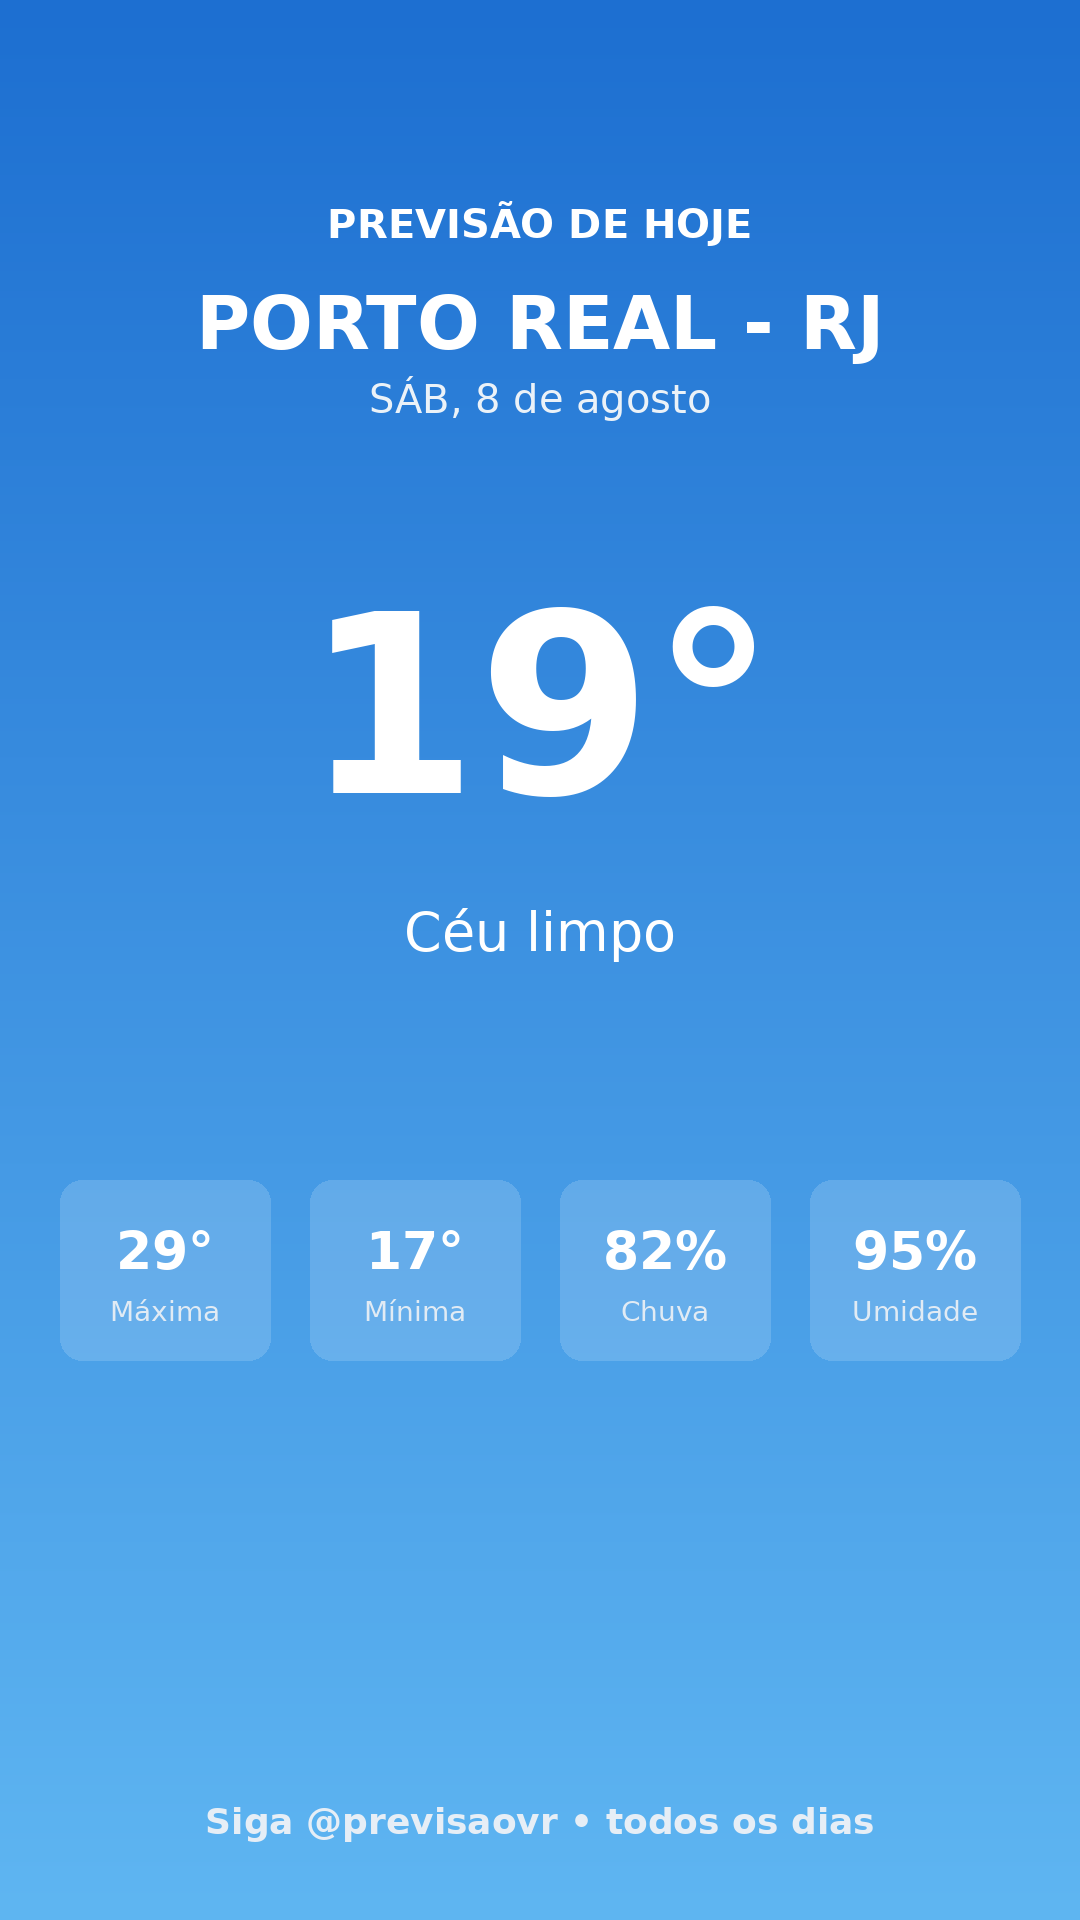 PREVISÃO DE HOJE
PORTO REAL - RJ
SÁB, 8 de agosto
19°
Céu limpo
29° 17° 82% 95%
Máxima Mínima Chuva Umidade
Siga @previsaovr • todos os dias